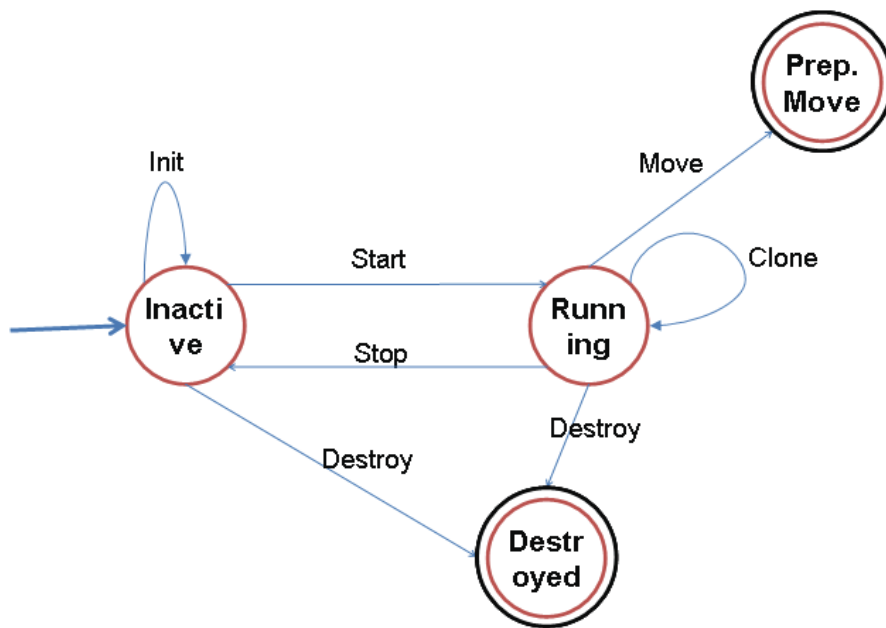 Prep.
Move
Init
Move
Start
Clone
Inacti
ve
Runn
ing
Stop
Destroy
Destroy
Destr
oyed